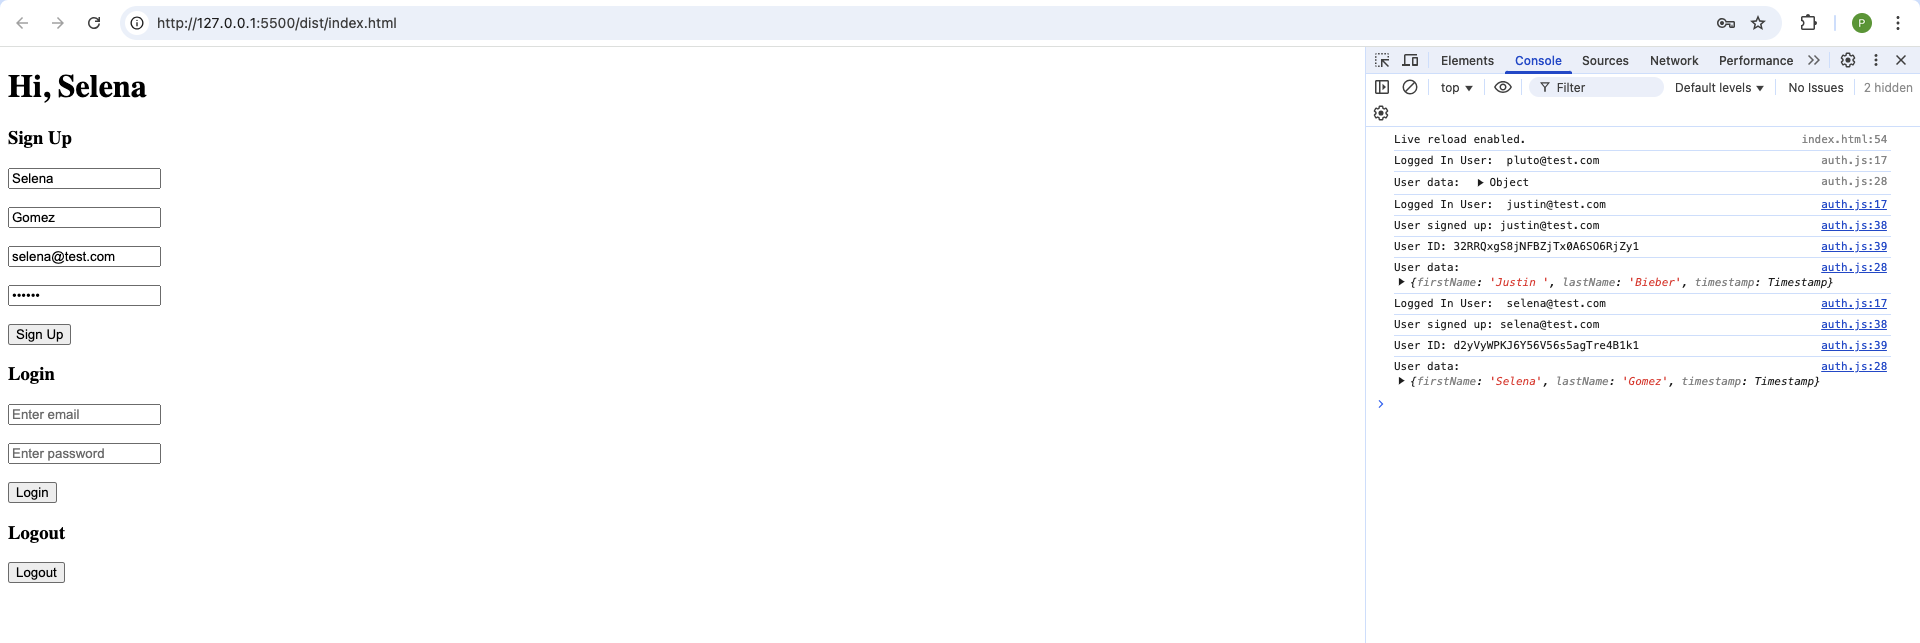 http://127.0.0.1:5500/dist/index.html
P
Hi, Selena
Sign Up
Selena
Gomez
selena@test.com
••••••
Sign Up
Login
Enter email
Enter password
Login
Logout
Logout
Elements Console Sources Network Performance
top Filter Default levels No Issues 2 hidden
Live reload enabled. index.html:54
Logged In User:  pluto@test.com auth.js:17
User data:  Object auth.js:28
Logged In User:  justin@test.com auth.js:17
User signed up: justin@test.com auth.js:38
User ID: 32RRQxgS8jNFBZjTx0A6SO6RjZy1 auth.js:39
User data: auth.js:28
{firstName: 'Justin ', lastName: 'Bieber', timestamp: Timestamp}
Logged In User:  selena@test.com auth.js:17
User signed up: selena@test.com auth.js:38
User ID: d2yVyWPKJ6Y56V56s5agTre4B1k1 auth.js:39
User data: auth.js:28
{firstName: 'Selena', lastName: 'Gomez', timestamp: Timestamp}